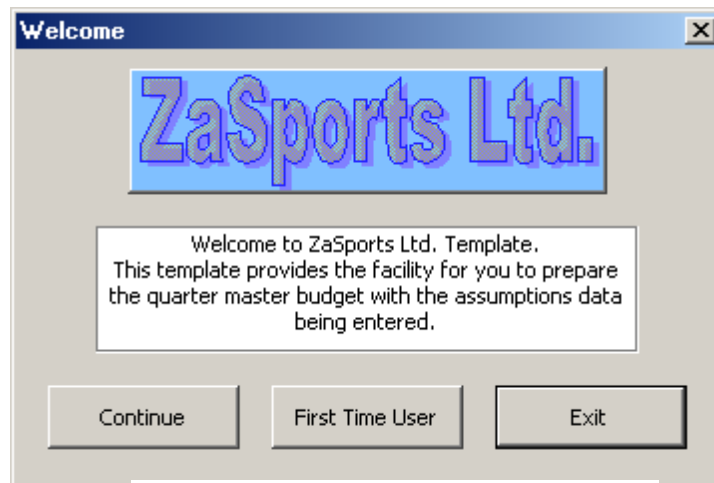 Welcome
ZaSports Ltd.
Welcome to ZaSports Ltd. Template.
This template provides the facility for you to prepare
the quarter master budget with the assumptions data
being entered.
Continue
First Time User
Exit